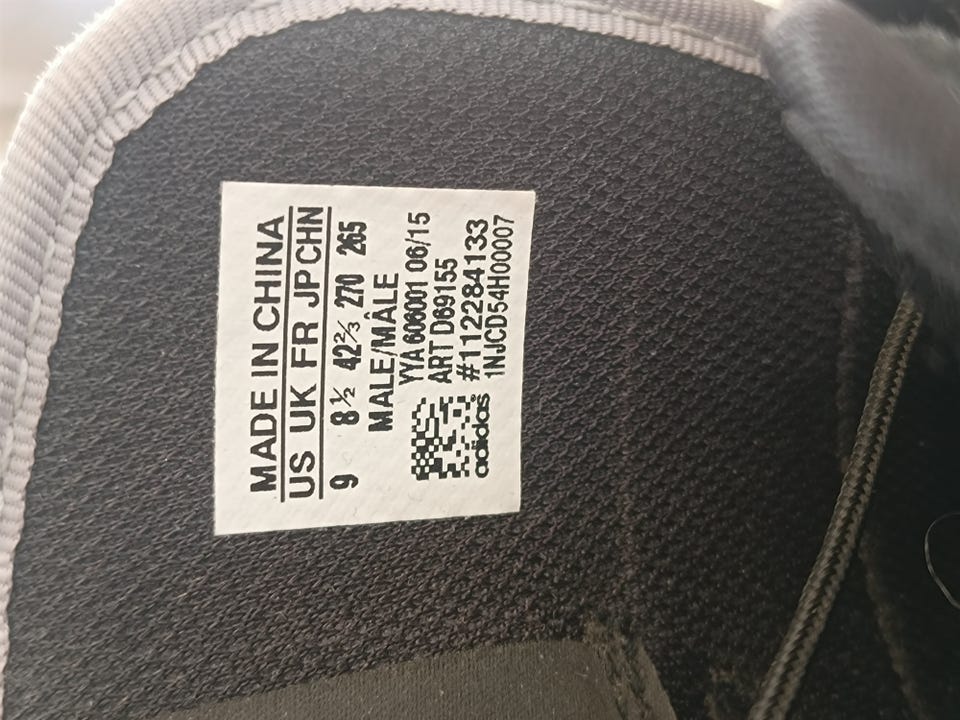 MADE IN CHINA
US UK FR JP CHN
9 8½ 42⅔ 270 265
MALE/MÂLE
YYA 606001 06/15
ART D69155
#112284133
adidas 1NJCD54H00007